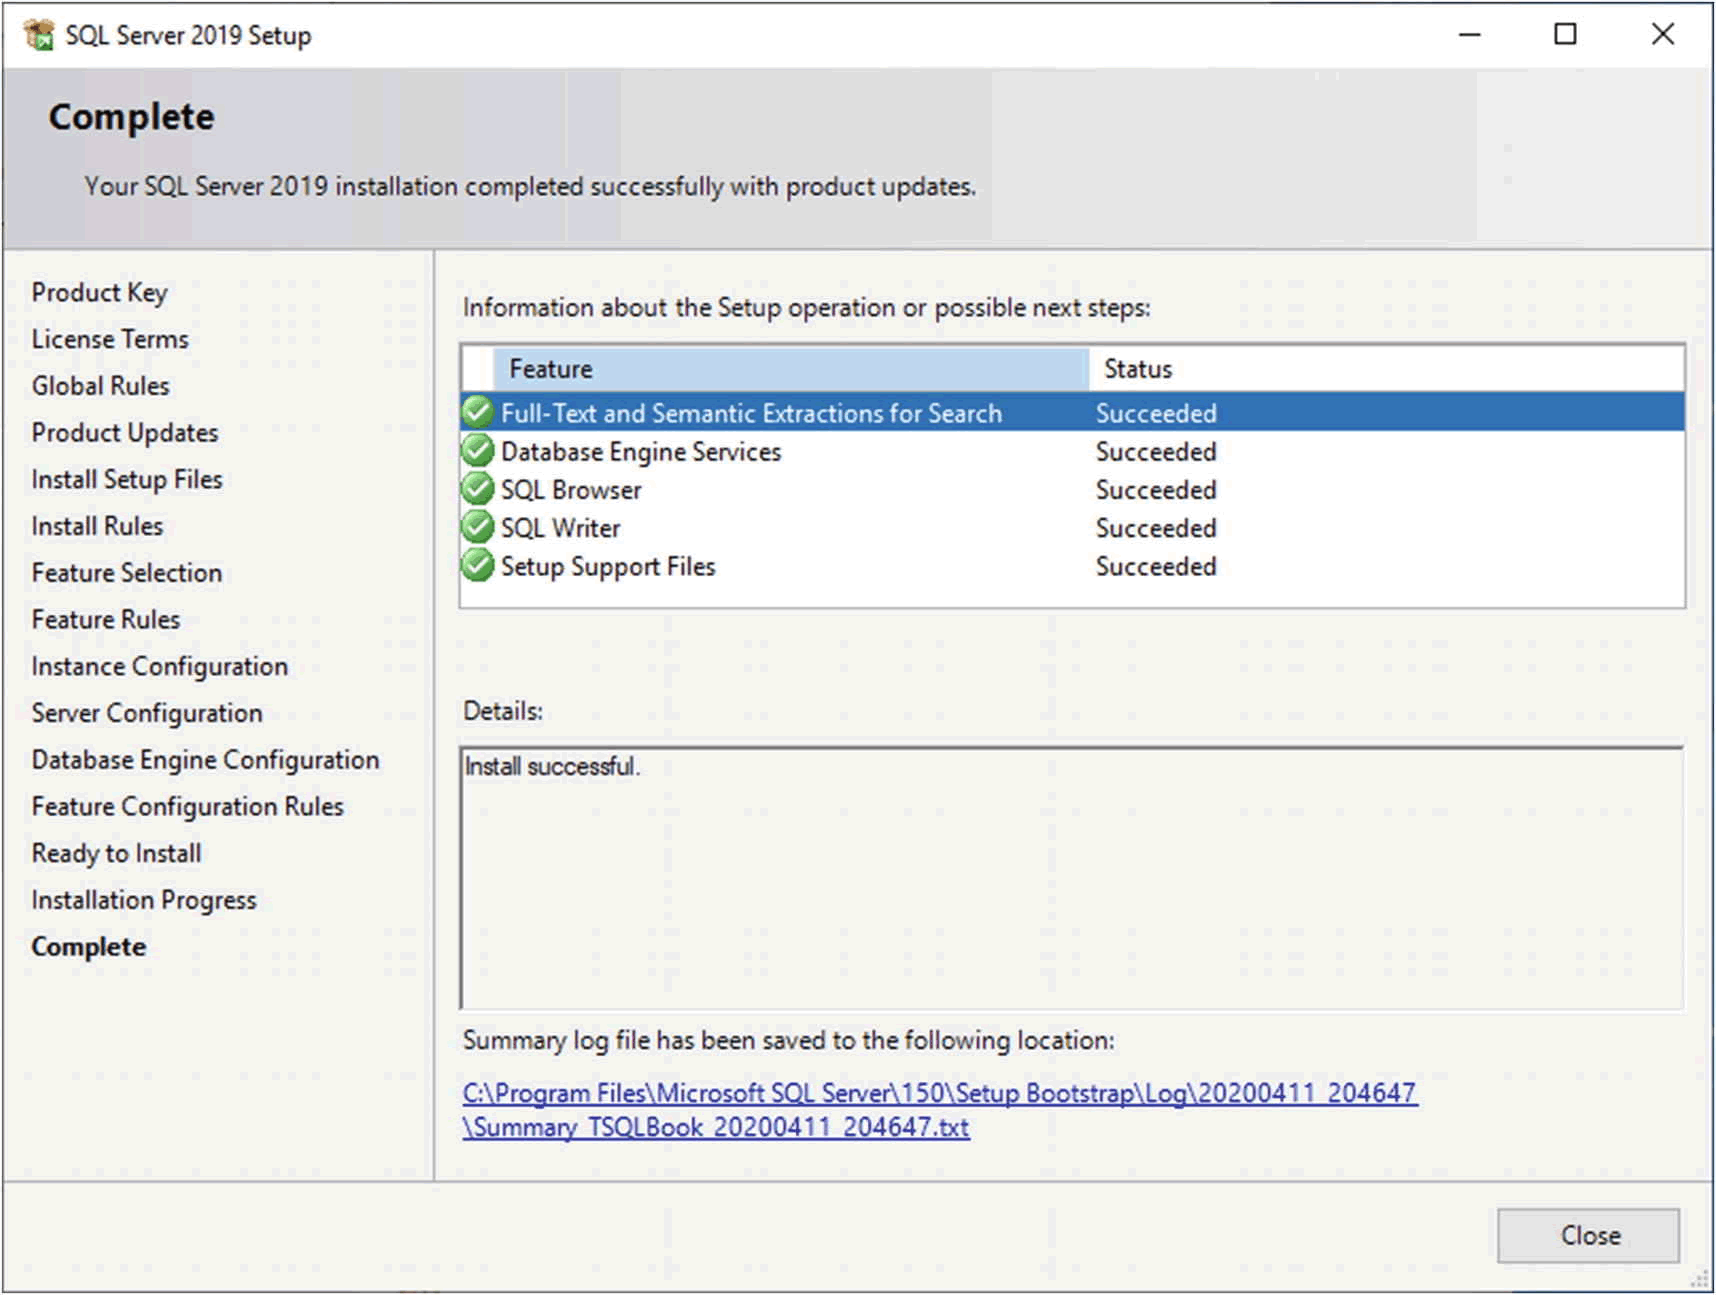 SQL Server 2019 Setup
Complete
Your SQL Server 2019 installation completed successfully with product updates.
Product Key
License Terms
Global Rules
Product Updates
Install Setup Files
Install Rules
Feature Selection
Feature Rules
Instance Configuration
Server Configuration
Database Engine Configuration
Feature Configuration Rules
Ready to Install
Installation Progress
Complete
Information about the Setup operation or possible next steps:
Feature Status
Full-Text and Semantic Extractions for Search Succeeded
Database Engine Services Succeeded
SQL Browser Succeeded
SQL Writer Succeeded
Setup Support Files Succeeded
Details:
Install successful.
Summary log file has been saved to the following location:
C:\Program Files\Microsoft SQL Server\150\Setup Bootstrap\Log\20200411_204647
\Summary_TSQLBook_20200411_204647.txt
Close